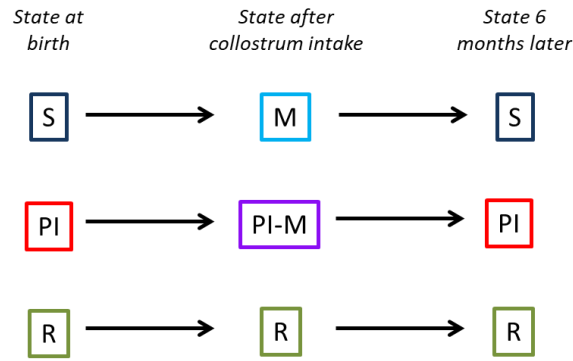 State at
birth
State after
collostrum intake
State 6
months later
S
M
S
PI
PI-M
PI
R
R
R